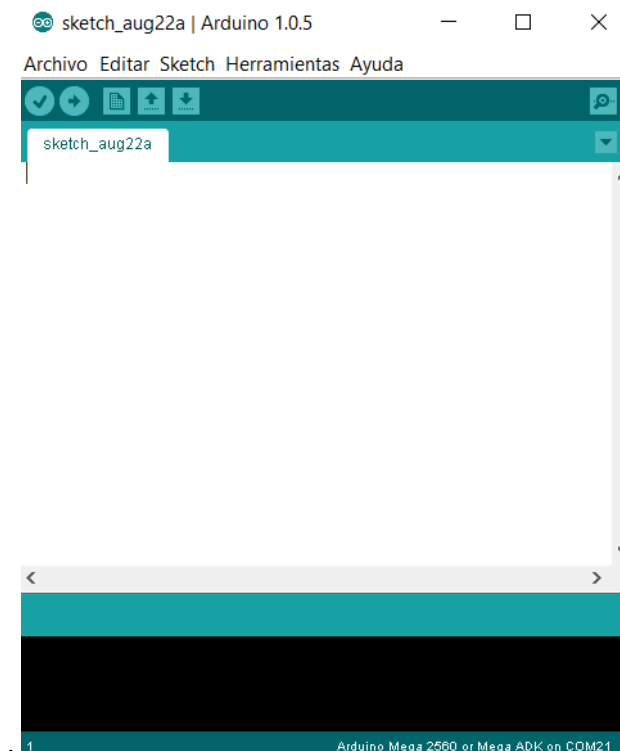 sketch_aug22a | Arduino 1.0.5
Archivo Editar Sketch Herramientas Ayuda
sketch_aug22a
1 Arduino Mega 2560 or Mega ADK on COM21